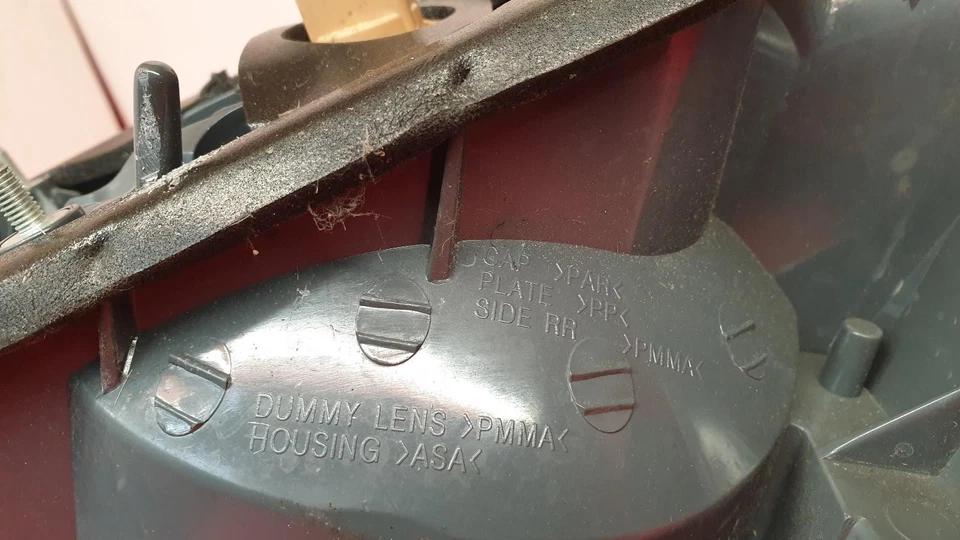 CAP >PAR<
PLATE >PP<
SIDE RR >PMMA<
DUMMY LENS >PMMA<
HOUSING >ASA<